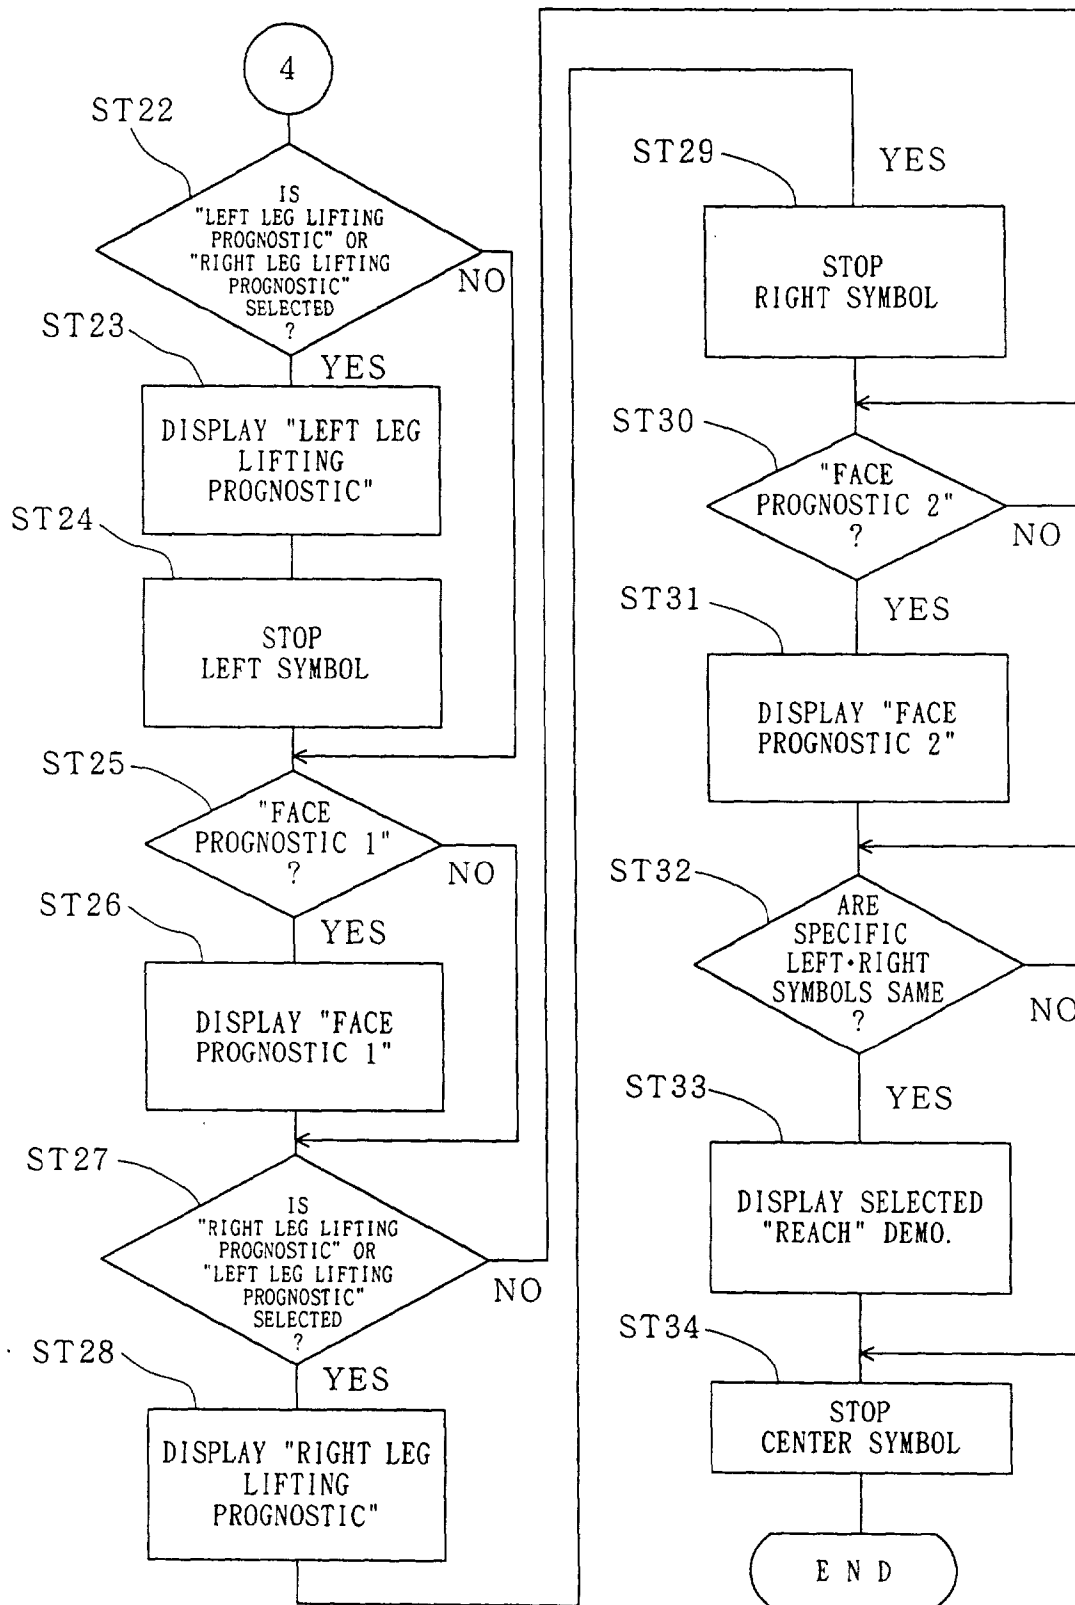 4
ST22
IS
"LEFT LEG LIFTING
PROGNOSTIC" OR
"RIGHT LEG LIFTING
PROGNOSTIC"
SELECTED
?
NO
YES
ST23
DISPLAY "LEFT LEG
LIFTING
PROGNOSTIC"
ST24
STOP
LEFT SYMBOL
ST25
"FACE
PROGNOSTIC 1"
?
NO
YES
ST26
DISPLAY "FACE
PROGNOSTIC 1"
ST27
IS
"RIGHT LEG LIFTING
PROGNOSTIC" OR
"LEFT LEG LIFTING
PROGNOSTIC"
SELECTED
?
NO
YES
ST28
DISPLAY "RIGHT LEG
LIFTING
PROGNOSTIC"
YES
ST29
STOP
RIGHT SYMBOL
ST30
"FACE
PROGNOSTIC 2"
?
NO
YES
ST31
DISPLAY "FACE
PROGNOSTIC 2"
ST32
ARE
SPECIFIC
LEFT·RIGHT
SYMBOLS SAME
?
NO
YES
ST33
DISPLAY SELECTED
"REACH" DEMO.
ST34
STOP
CENTER SYMBOL
END